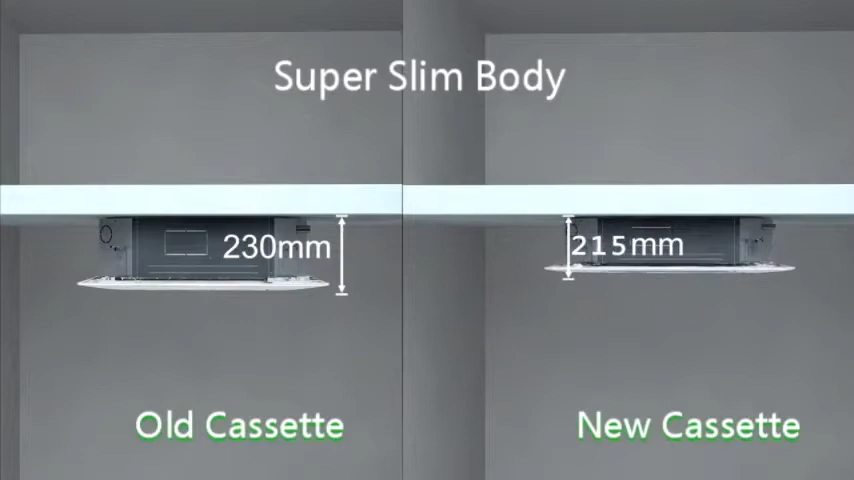 Super Slim Body
230mm
215mm
Old Cassette
New Cassette